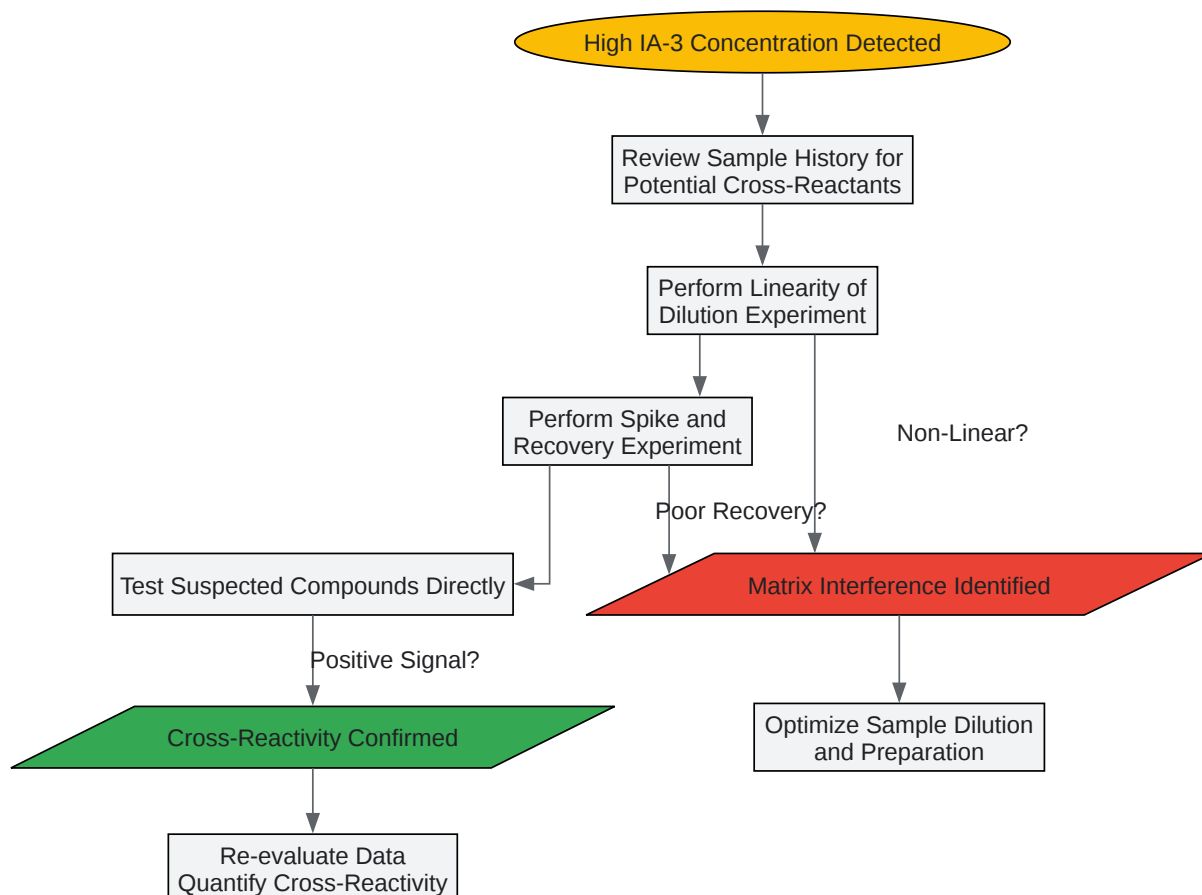 High IA-3 Concentration Detected
Review Sample History for
Potential Cross-Reactants
Perform Linearity of
Dilution Experiment
Perform Spike and
Recovery Experiment
Non-Linear?
Poor Recovery?
Test Suspected Compounds Directly
Matrix Interference Identified
Positive Signal?
Cross-Reactivity Confirmed
Optimize Sample Dilution
and Preparation
Re-evaluate Data
Quantify Cross-Reactivity